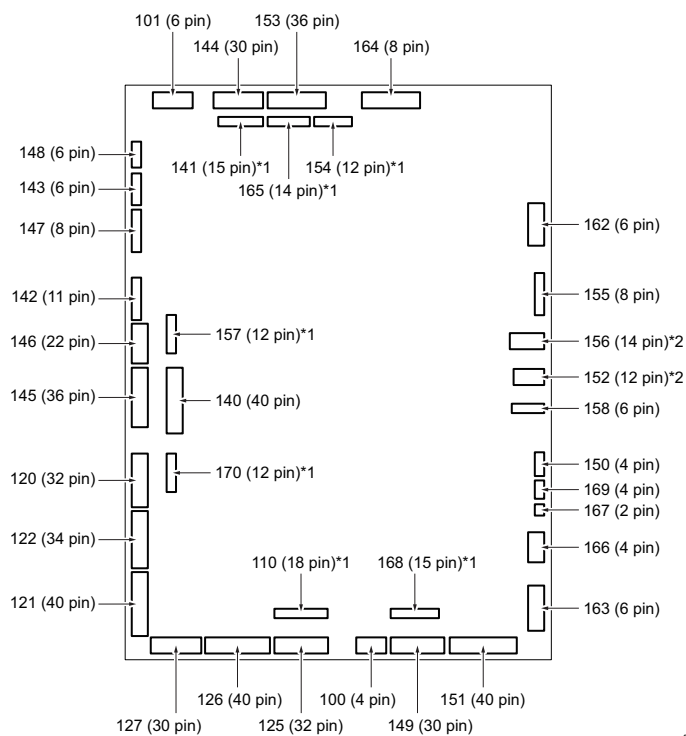 153 (36 pin)
101 (6 pin)
144 (30 pin)
164 (8 pin)
148 (6 pin)
141 (15 pin)*1
154 (12 pin)*1
165 (14 pin)*1
143 (6 pin)
147 (8 pin)
162 (6 pin)
142 (11 pin)
155 (8 pin)
157 (12 pin)*1
146 (22 pin)
156 (14 pin)*2
152 (12 pin)*2
145 (36 pin)
140 (40 pin)
158 (6 pin)
150 (4 pin)
170 (12 pin)*1
120 (32 pin)
169 (4 pin)
167 (2 pin)
122 (34 pin)
166 (4 pin)
110 (18 pin)*1
168 (15 pin)*1
121 (40 pin)
163 (6 pin)
126 (40 pin)
100 (4 pin)
151 (40 pin)
127 (30 pin)
125 (32 pin)
149 (30 pin)